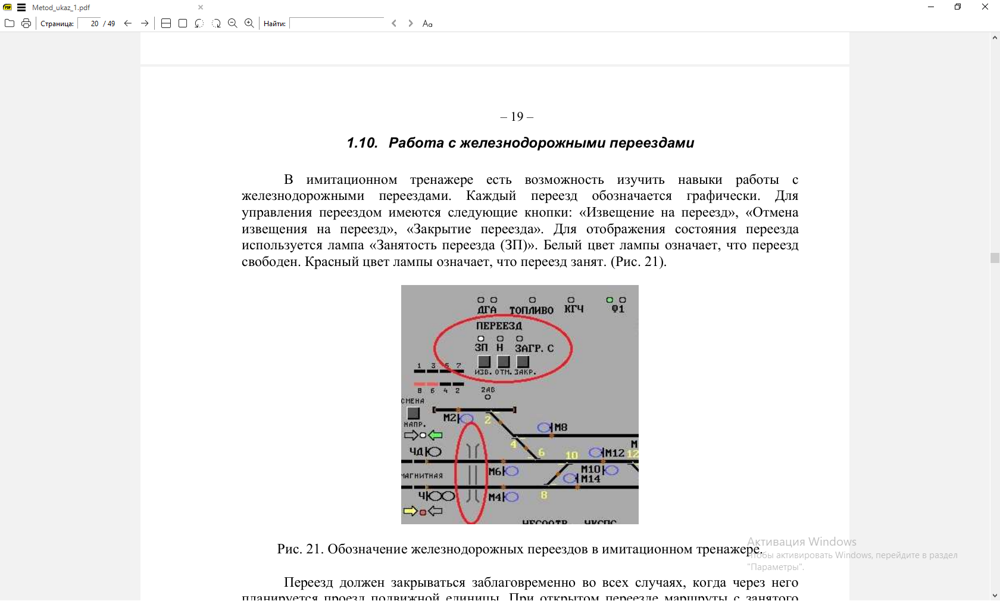 Metod_ukaz_1.pdf
Страница: 20 / 49 Найти:
– 19 –
1.10. Работа с железнодорожными переездами
В имитационном тренажере есть возможность изучить навыки работы с
железнодорожными переездами. Каждый переезд обозначается графически. Для
управления переездом имеются следующие кнопки: «Извещение на переезд», «Отмена
извещения на переезд», «Закрытие переезда». Для отображения состояния переезда
используется лампа «Занятость переезда (ЗП)». Белый цвет лампы означает, что переезд
свободен. Красный цвет лампы означает, что переезд занят. (Рис. 21).
ДГА ТОПЛИВО КГЧ Ф1
ПЕРЕЕЗД
ЗП Н ЗАГР. С
1 3 5 7
ИЗВ. ОТМ. ЗАКР.
8 6 4 2 2АВ
СМЕНА
М2 2
НАПР.
М8
4
ЧД 6 10 М12 12
М
МАГНИТНАЯ М6 М10
М14
Ч М4 8
НЕСООТВ. ЧКСПС
Рис. 21. Обозначение железнодорожных переездов в имитационном тренажере.
Активация Windows
Чтобы активировать Windows, перейдите в раздел
"Параметры".
Переезд должен закрываться заблаговременно во всех случаях, когда через него
планируется проезд подвижной единицы. При открытом переезде маршруты с занятого